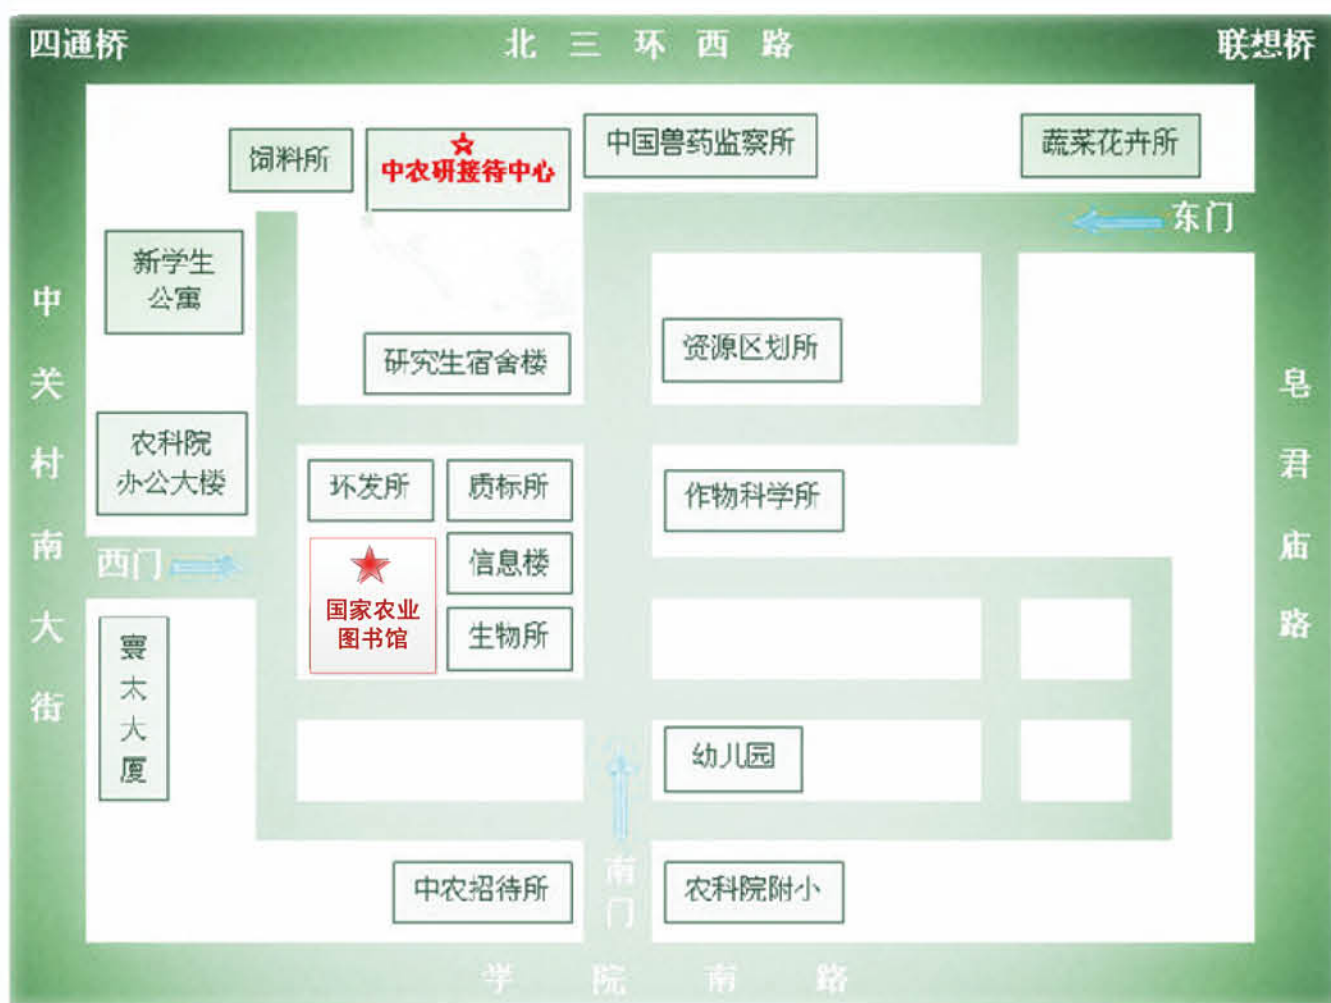 四通桥
北三环西路
联想桥
饲料所
中农研接待中心
中国兽药监察所
蔬菜花卉所
东门
新学生
公寓
中关村南大街
研究生宿舍楼
资源区划所
皂君庙路
农科院
办公大楼
环发所
质标所
作物科学所
西门
信息楼
国家农业
图书馆
生物所
寰太大厦
幼儿园
中农招待所
南门
农科院附小
学院南路